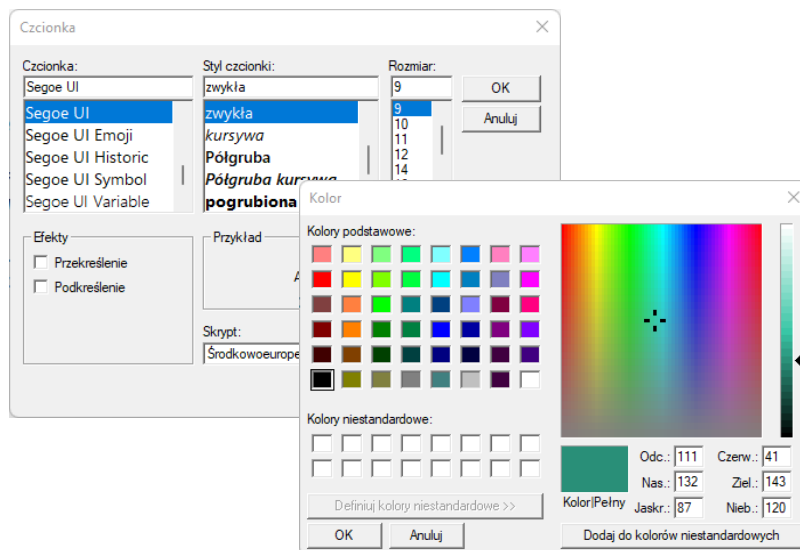 Czcionka
Czcionka:
Styl czcionki:
Rozmiar:
Segoe UI
zwykła
9
OK
Segoe UI
Segoe UI Emoji
Segoe UI Historic
Segoe UI Symbol
Segoe UI Variable
zwykła
kursywa
Półgruba
Półgruba kursywa
pogrubiona
9
10
11
12
14
Anuluj
Efekty
Przekreślenie
Podkreślenie
Przykład
Skrypt:
Kolor
Kolory podstawowe:
Kolory niestandardowe:
Definiuj kolory niestandardowe >>
OK
Anuluj
Kolor|Pełny
Odc.: 111
Nas.: 132
Jaskr.: 87
Czerw.: 41
Ziel.: 143
Nieb.: 120
Dodaj do kolorów niestandardowych